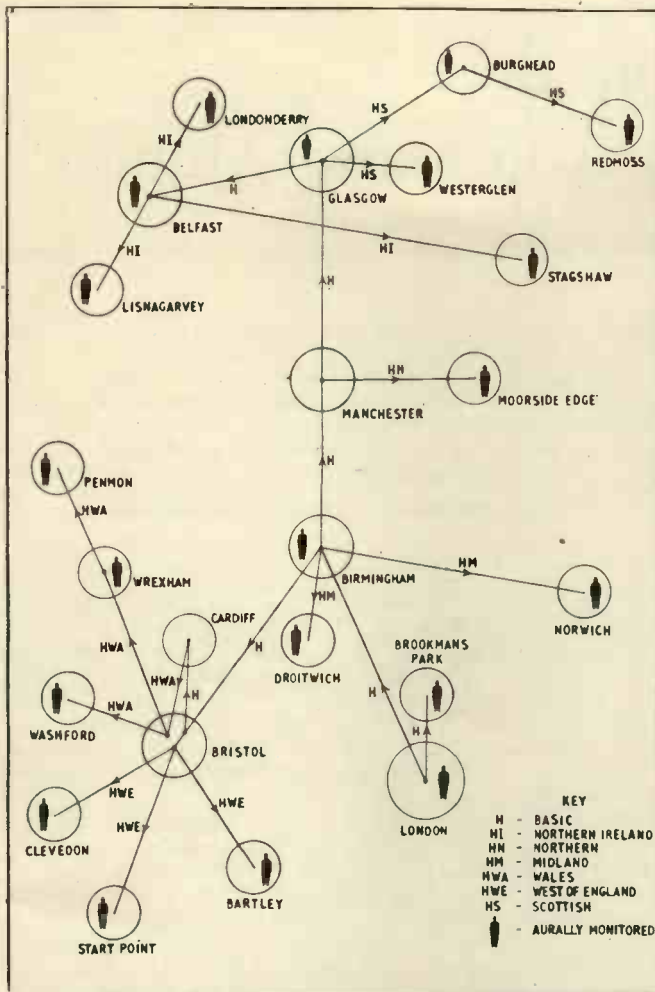 BURGHEAD
HS
HS
LONDONDERRY
REDMOSS
HI
H
HS
GLASGOW
WESTERGLEN
BELFAST
HI
HI
STAGSHAW
LISNAGARVEY
H
HN
MANCHESTER
MOORSIDE EDGE
PENMON
H
HWA
BIRMINGHAM
HM
WREXHAM
HM
NORWICH
CARDIFF
BROOKMANS
PARK
HWA
H
DROITWICH
HWA
H
H
HWA
H
WASHFORD
BRISTOL
HWE
HWE
HWE
CLEVEDON
LONDON
BARTLEY
START POINT
KEY
H - BASIC
HI - NORTHERN IRELAND
HN - NORTHERN
HM - MIDLAND
HWA - WALES
HWE - WEST OF ENGLAND
HS - SCOTTISH
- AURALLY MONITORED